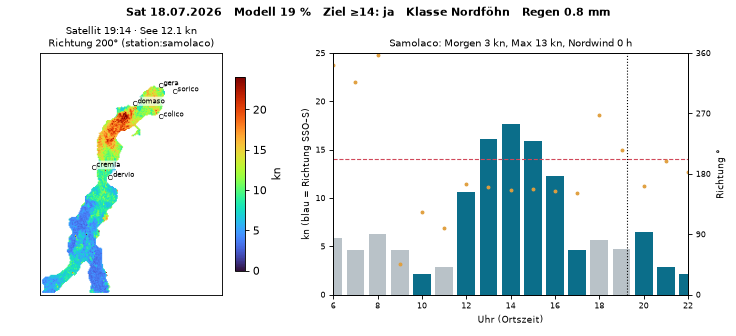 Sat 18.07.2026 Modell 19 % Ziel ≥14: ja Klasse Nordföhn Regen 0.8 mm
Satellit 19:14 · See 12.1 kn
Richtung 200° (station:samolaco)
gera
sorico
domaso
colico
cremia
dervio
20
15
10
5
0
kn
Samolaco: Morgen 3 kn, Max 13 kn, Nordwind 0 h
25
20
15
10
5
0
kn (blau = Richtung SSO-S)
360
270
180
90
0
Richtung °
6 8 10 12 14 16 18 20 22
Uhr (Ortszeit)